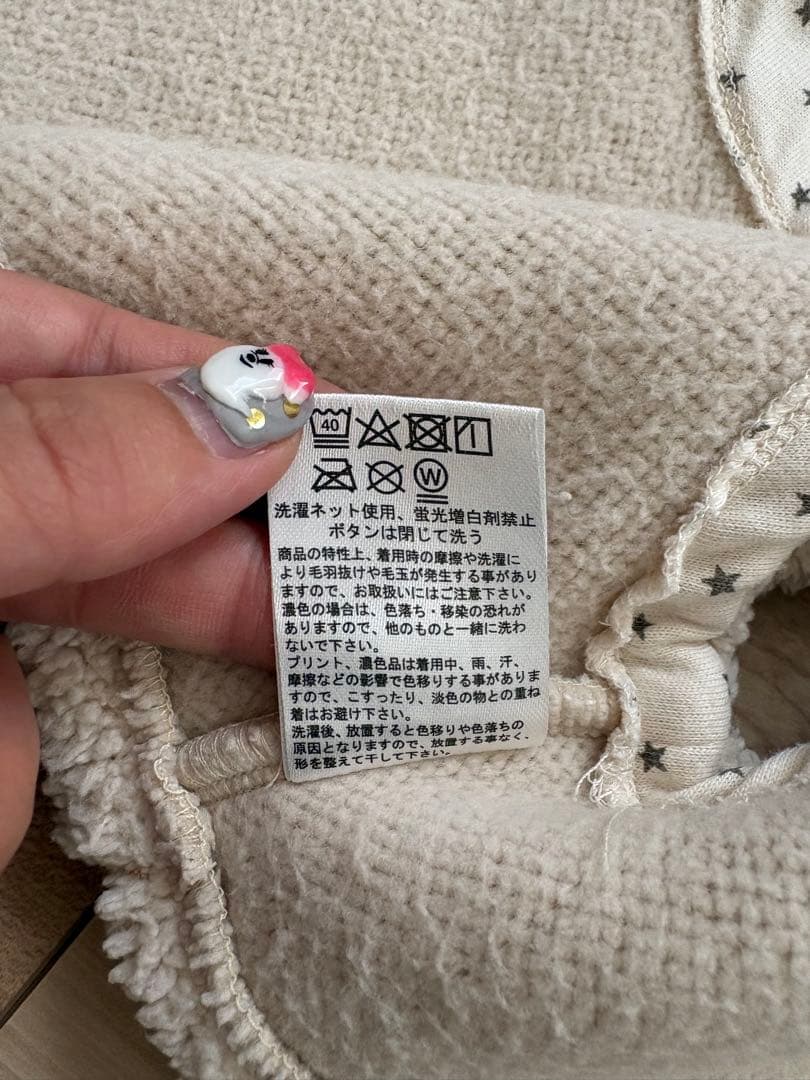 40
W
洗濯ネット使用、蛍光増白剤禁止
ボタンは閉じて洗う
商品の特性上、着用時の摩擦や洗濯に
より毛羽抜けや毛玉が発生する事があり
ますので、お取扱いにはご注意下さい。
濃色の場合は、色落ち・移染の恐れが
ありますので、他のものと一緒に洗わ
ないで下さい。
プリント、濃色品は着用中、雨、汗、
摩擦などの影響で色移りする事がありま
すので、こすったり、淡色の物との重ね
着はお避け下さい。
洗濯後、放置すると色移りや色落ちの
原因となりますので、放置する事なく、
形を整えて干して下さい。